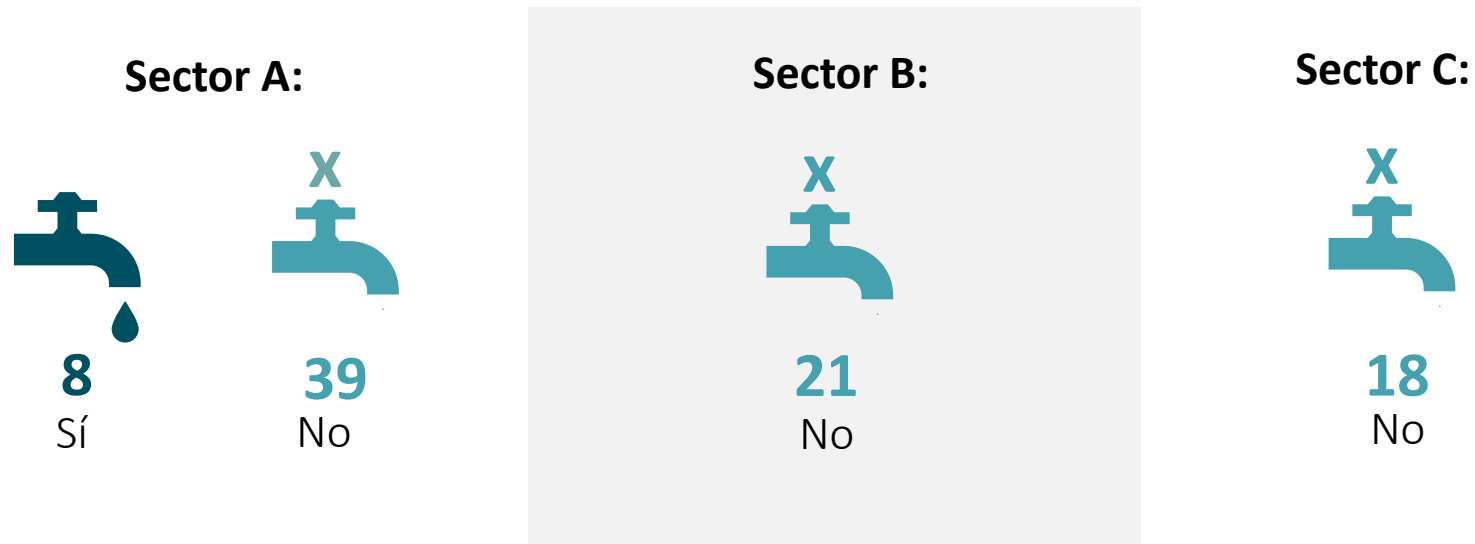 Sector A:
X
8
Sí
39
No
Sector B:
X
21
No
Sector C:
X
18
No